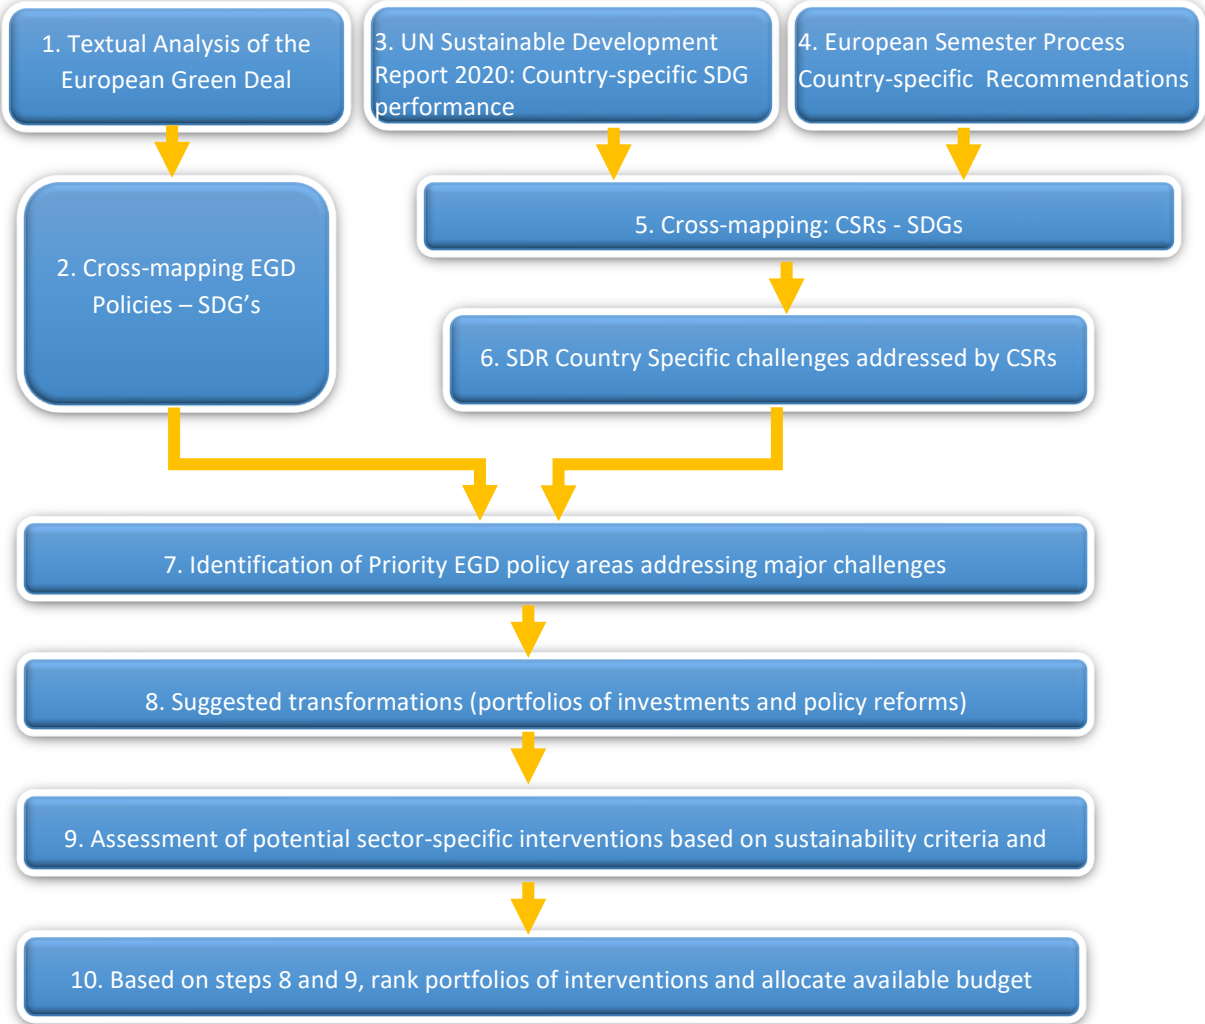 1. Textual Analysis of the
European Green Deal
3. UN Sustainable Development
Report 2020: Country-specific SDG
performance
4. European Semester Process
Country-specific Recommendations
2. Cross-mapping EGD
Policies – SDG’s
5. Cross-mapping: CSRs - SDGs
6. SDR Country Specific challenges addressed by CSRs
7. Identification of Priority EGD policy areas addressing major challenges
8. Suggested transformations (portfolios of investments and policy reforms)
9. Assessment of potential sector-specific interventions based on sustainability criteria and
10. Based on steps 8 and 9, rank portfolios of interventions and allocate available budget